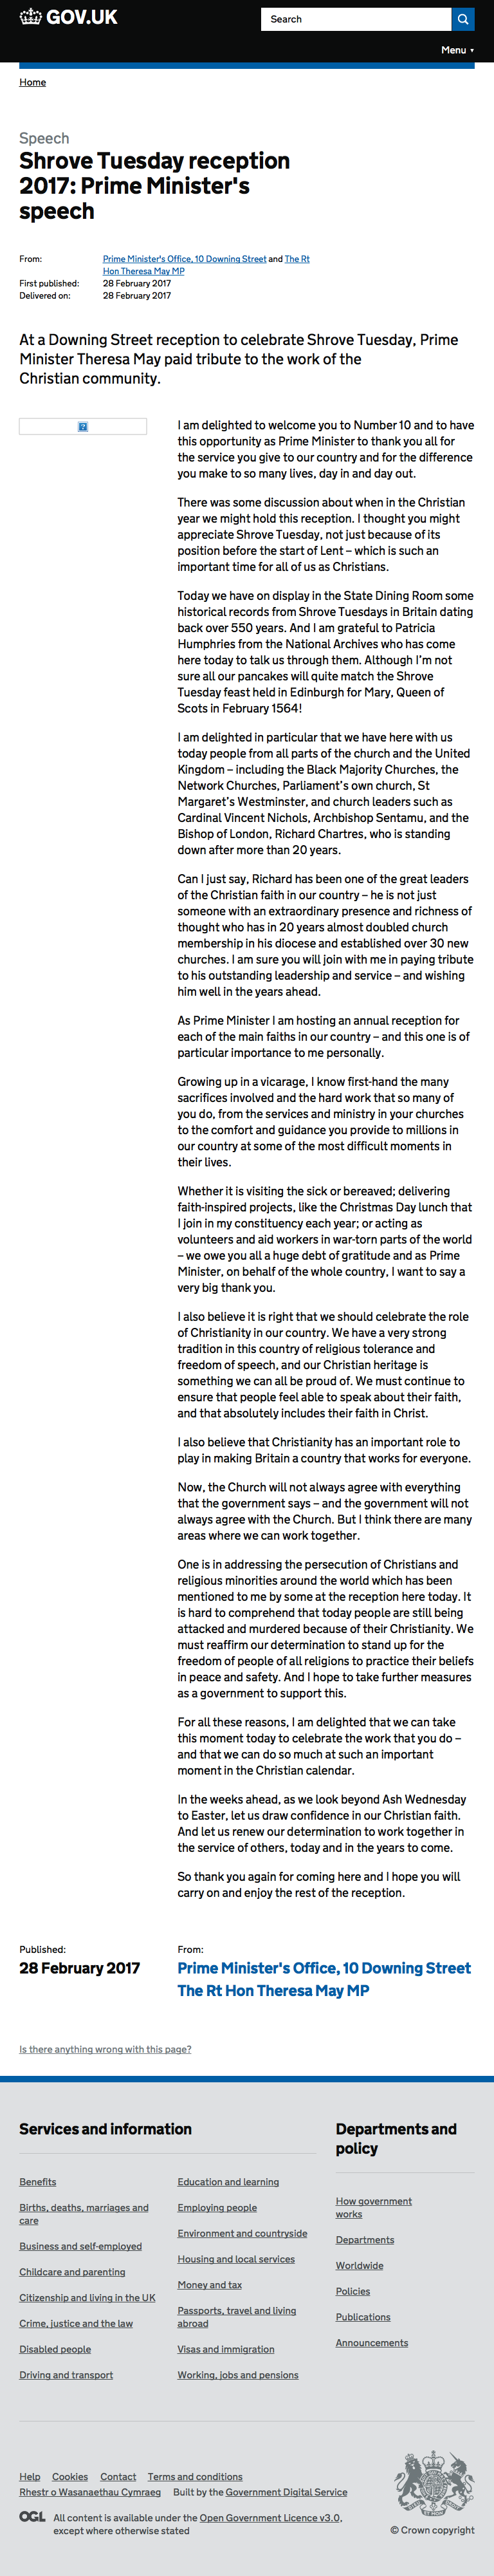 GOV.UK
Search
Menu ▼
Home
Speech
Shrove Tuesday reception
2017: Prime Minister's
speech
From: Prime Minister's Office, 10 Downing Street and The Rt
Hon Theresa May MP
First published: 28 February 2017
Delivered on: 28 February 2017
At a Downing Street reception to celebrate Shrove Tuesday, Prime
Minister Theresa May paid tribute to the work of the
Christian community.
I am delighted to welcome you to Number 10 and to have
this opportunity as Prime Minister to thank you all for
the service you give to our country and for the difference
you make to so many lives, day in and day out.
There was some discussion about when in the Christian
year we might hold this reception. I thought you might
appreciate Shrove Tuesday, not just because of its
position before the start of Lent – which is such an
important time for all of us as Christians.
Today we have on display in the State Dining Room some
historical records from Shrove Tuesdays in Britain dating
back over 550 years. And I am grateful to Patricia
Humphries from the National Archives who has come
here today to talk us through them. Although I'm not
sure all our pancakes will quite match the Shrove
Tuesday feast held in Edinburgh for Mary, Queen of
Scots in February 1564!
I am delighted in particular that we have here with us
today people from all parts of the church and the United
Kingdom – including the Black Majority Churches, the
Network Churches, Parliament's own church, St
Margaret's Westminster, and church leaders such as
Cardinal Vincent Nichols, Archbishop Sentamu, and the
Bishop of London, Richard Chartres, who is standing
down after more than 20 years.
Can I just say, Richard has been one of the great leaders
of the Christian faith in our country – he is not just
someone with an extraordinary presence and richness of
thought who has in 20 years almost doubled church
membership in his diocese and established over 30 new
churches. I am sure you will join with me in paying tribute
to his outstanding leadership and service – and wishing
him well in the years ahead.
As Prime Minister I am hosting an annual reception for
each of the main faiths in our country – and this one is of
particular importance to me personally.
Growing up in a vicarage, I know first-hand the many
sacrifices involved and the hard work that so many of
you do, from the services and ministry in your churches
to the comfort and guidance you provide to millions in
our country at some of the most difficult moments in
their lives.
Whether it is visiting the sick or bereaved; delivering
faith-inspired projects, like the Christmas Day lunch that
I join in my constituency each year; or acting as
volunteers and aid workers in war-torn parts of the world
– we owe you all a huge debt of gratitude and as Prime
Minister, on behalf of the whole country, I want to say a
very big thank you.
I also believe it is right that we should celebrate the role
of Christianity in our country. We have a very strong
tradition in this country of religious tolerance and
freedom of speech, and our Christian heritage is
something we can all be proud of. We must continue to
ensure that people feel able to speak about their faith,
and that absolutely includes their faith in Christ.
I also believe that Christianity has an important role to
play in making Britain a country that works for everyone.
Now, the Church will not always agree with everything
that the government says – and the government will not
always agree with the Church. But I think there are many
areas where we can work together.
One is in addressing the persecution of Christians and
religious minorities around the world which has been
mentioned to me by some at the reception here today. It
is hard to comprehend that today people are still being
attacked and murdered because of their Christianity. We
must reaffirm our determination to stand up for the
freedom of people of all religions to practice their beliefs
in peace and safety. And I hope to take further measures
as a government to support this.
For all these reasons, I am delighted that we can take
this moment today to celebrate the work that you do –
and that we can do so much at such an important
moment in the Christian calendar.
In the weeks ahead, as we look beyond Ash Wednesday
to Easter, let us draw confidence in our Christian faith.
And let us renew our determination to work together in
the service of others, today and in the years to come.
So thank you again for coming here and I hope you will
carry on and enjoy the rest of the reception.
Published:
28 February 2017
From:
Prime Minister's Office, 10 Downing Street
The Rt Hon Theresa May MP
Is there anything wrong with this page?
Services and information
Benefits
Births, deaths, marriages and
care
Business and self-employed
Childcare and parenting
Citizenship and living in the UK
Crime, justice and the law
Disabled people
Driving and transport
Education and learning
Employing people
Environment and countryside
Housing and local services
Money and tax
Passports, travel and living
abroad
Visas and immigration
Working, jobs and pensions
Departments and
policy
How government
works
Departments
Worldwide
Policies
Publications
Announcements
Help Cookies Contact Terms and conditions
Rhestr o Wasanaethau Cymraeg Built by the Government Digital Service
OGL All content is available under the Open Government Licence v3.0,
except where otherwise stated
© Crown copyright